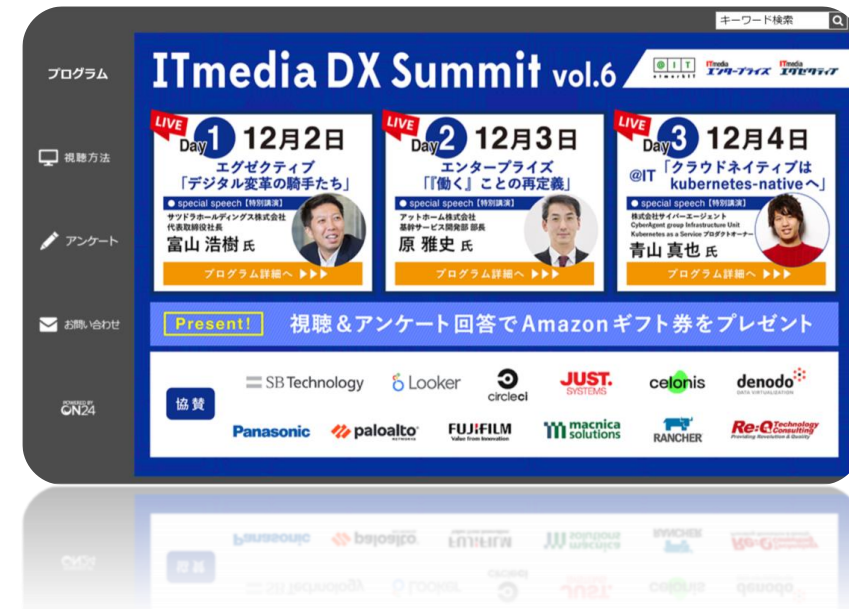 キーワード検索
プログラム
視聴方法
アンケート
お問い合わせ
POWERED BY
ON24
ITmedia DX Summit vol.6
@IT
atmarkIT
ITmedia
エンタープライズ
ITmedia
エグゼクティブ
LIVE
Day1 12月2日
エグゼクティブ
「デジタル変革の騎手たち」
● special speech【特別講演】
サツドラホールディングス株式会社
代表取締役社長
富山 浩樹 氏
プログラム詳細へ ▶▶▶
LIVE
Day2 12月3日
エンタープライズ
「『働く』ことの再定義」
● special speech【特別講演】
アットホーム株式会社
基幹サービス開発部 部長
原 雅史 氏
プログラム詳細へ ▶▶▶
LIVE
Day3 12月4日
@IT「クラウドネイティブは
kubernetes-nativeへ」
● special speech【特別講演】
株式会社サイバーエージェント
CyberAgent group Infrastructure Unit
Kubernetes as a Service プロダクトオーナー
青山 真也 氏
プログラム詳細へ ▶▶▶
Present! 視聴&アンケート回答でAmazonギフト券をプレゼント
協賛
SB Technology
Looker
circleci
JUST.
SYSTEMS
celonis
denodo
DATA VIRTUALIZATION
Panasonic
paloalto
NETWORKS
FUJIFILM
Value from Innovation
macnica
solutions
RANCHER
Re:Q Technology
Consulting
Providing Resolution & Quality